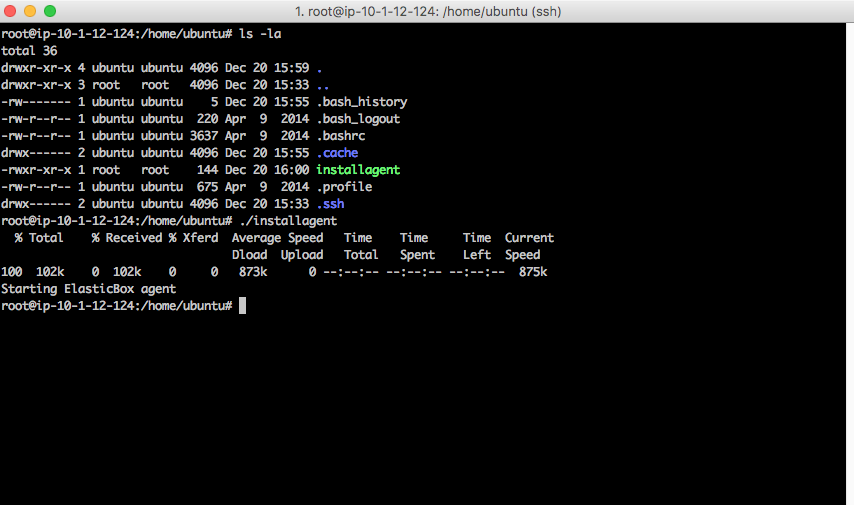 1. root@ip-10-1-12-124: /home/ubuntu (ssh)
root@ip-10-1-12-124:/home/ubuntu# ls -la
total 36
drwxr-xr-x 4 ubuntu ubuntu 4096 Dec 20 15:59 .
drwxr-xr-x 3 root   root   4096 Dec 20 15:33 ..
-rw------- 1 ubuntu ubuntu    5 Dec 20 15:55 .bash_history
-rw-r--r-- 1 ubuntu ubuntu  220 Apr  9  2014 .bash_logout
-rw-r--r-- 1 ubuntu ubuntu 3637 Apr  9  2014 .bashrc
drwx------ 2 ubuntu ubuntu 4096 Dec 20 15:55 .cache
-rwxr-xr-x 1 root   root    144 Dec 20 16:00 installagent
-rw-r--r-- 1 ubuntu ubuntu  675 Apr  9  2014 .profile
drwx------ 2 ubuntu ubuntu 4096 Dec 20 15:33 .ssh
root@ip-10-1-12-124:/home/ubuntu# ./installagent
  % Total    % Received % Xferd  Average Speed   Time    Time     Time  Current
                                 Dload  Upload   Total   Spent    Left  Speed
100  102k    0  102k    0     0   873k      0 --:--:-- --:--:-- --:--:--  875k
Starting ElasticBox agent
root@ip-10-1-12-124:/home/ubuntu#